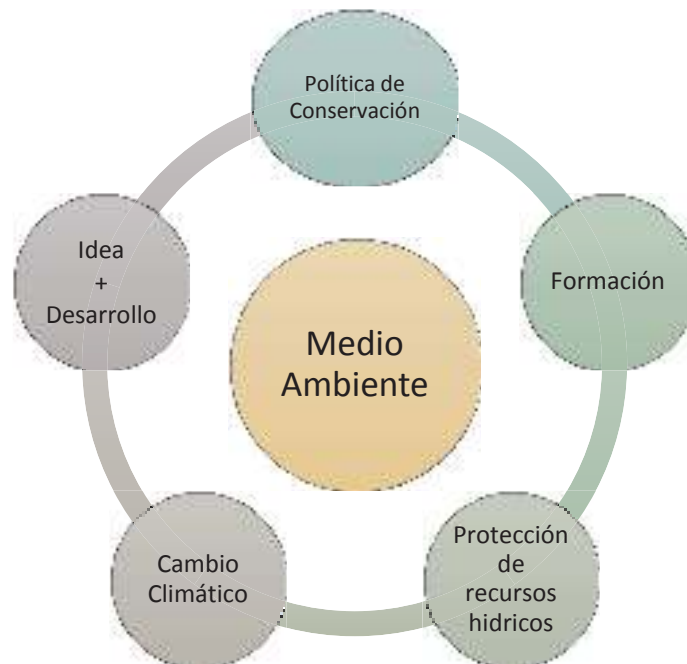 Política de
Conservación
Idea
+
Desarrollo
Formación
Medio
Ambiente
Cambio
Climático
Protección
de
recursos
hidricos